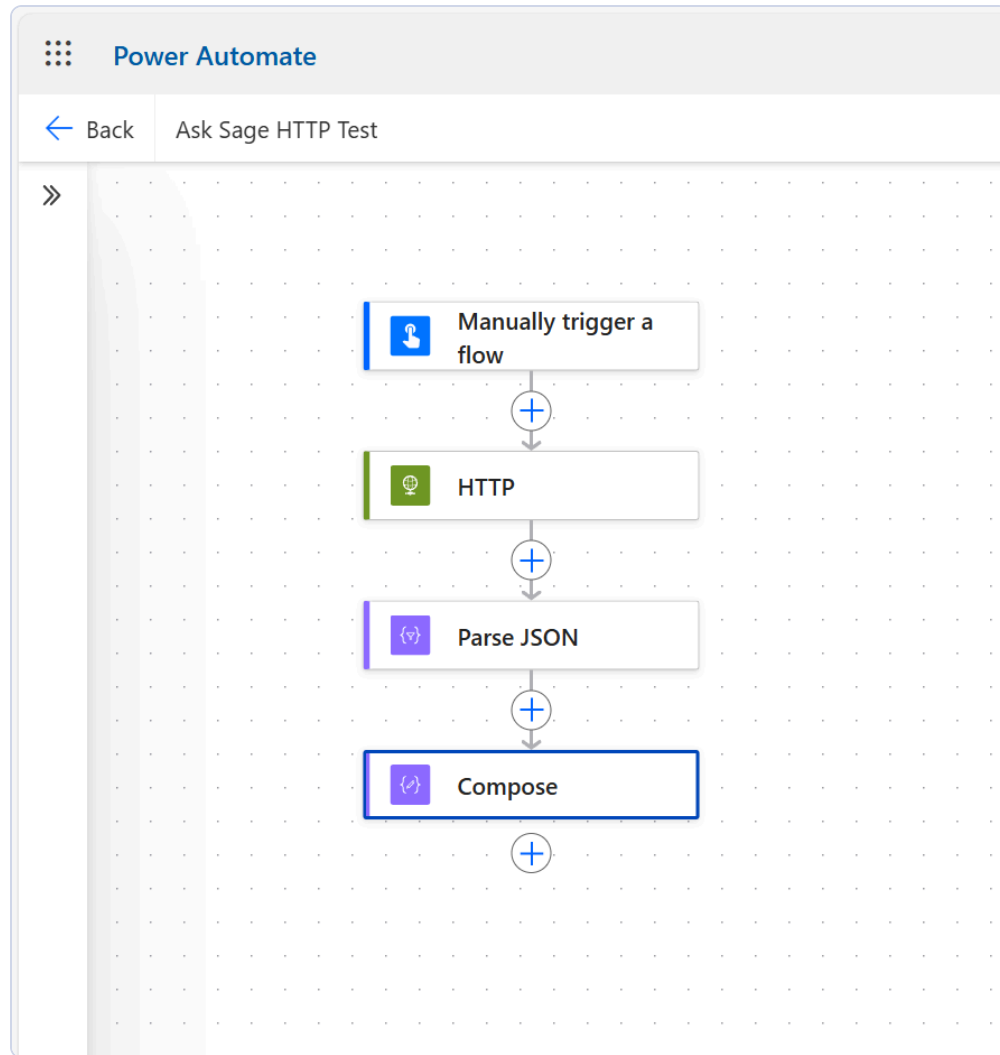 Power Automate
Back
Ask Sage HTTP Test
Manually trigger a
flow
HTTP
Parse JSON
Compose